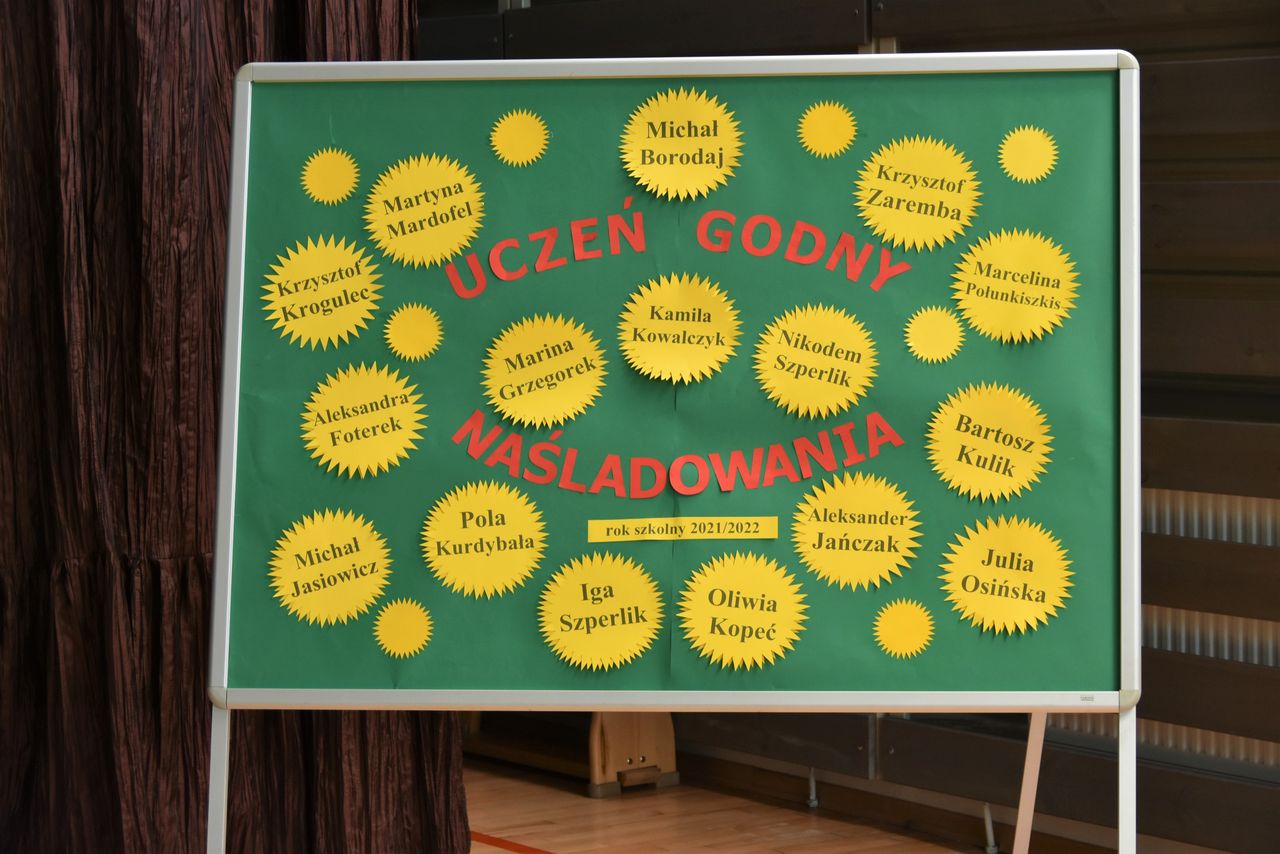 Michał
Borodaj
Martyna
Mardofel
Krzysztof
Zaremba
UCZEŃ GODNY
Krzysztof
Krogulec
Marcelina
Połunkiszkis
Kamila
Kowalczyk
Marina
Grzegorek
Nikodem
Szperlik
Aleksandra
Foterek
NAŚLADOWANIA
Bartosz
Kulik
rok szkolny 2021/2022
Pola
Kurdybała
Aleksander
Jańczak
Michał
Jasiowicz
Iga
Szperlik
Oliwia
Kopeć
Julia
Osińska